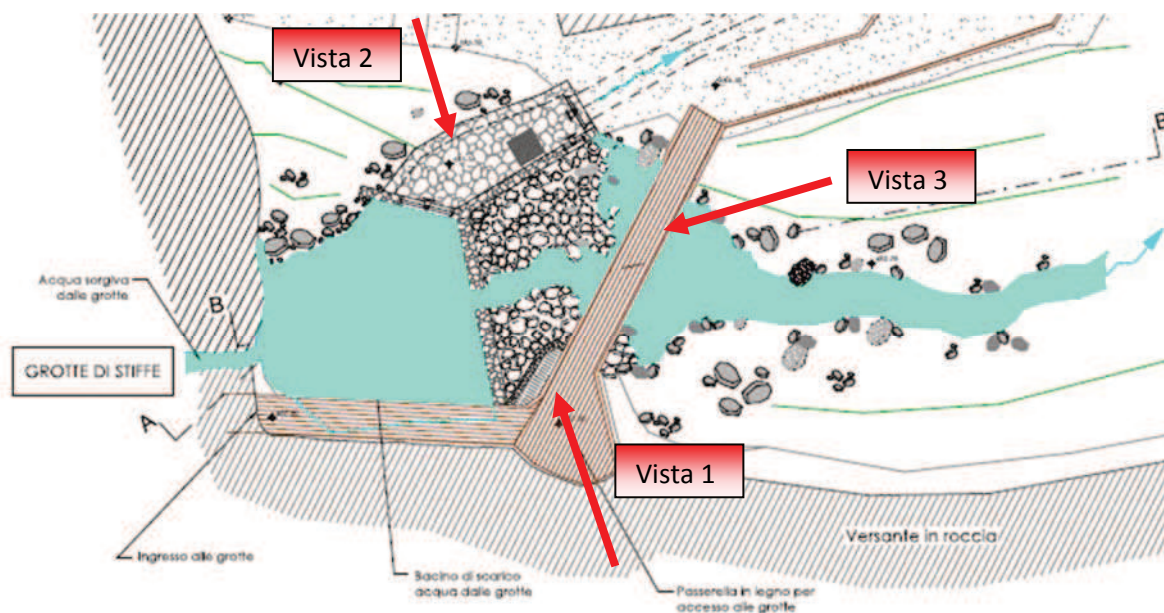 Vista 2
Vista 3
B
Acqua sorgiva
dalle grotte
B
GROTTE DI STIFFE
A
Vista 1
Versante in roccia
Ingresso alle grotte
Bacino di scarico
acqua dalle grotte
Passerella in legno per
accesso alle grotte